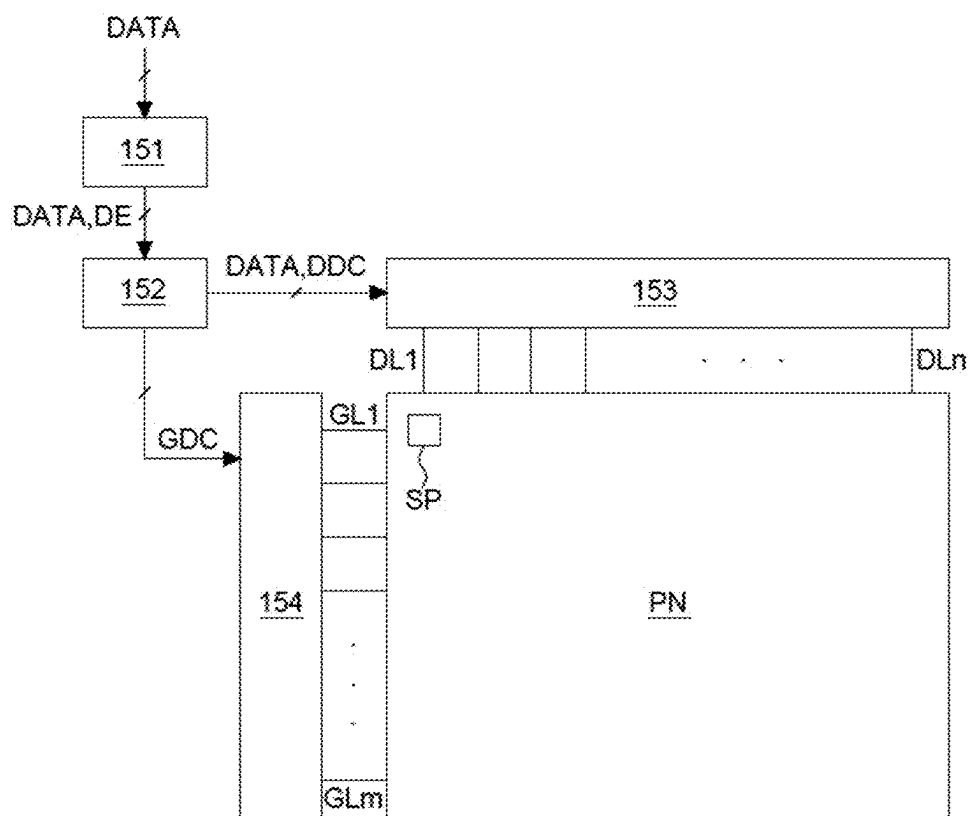 DATA
151
DATA,DE
152
DATA,DDC
153
DL1
. . .
DLn
GDC
GL1
SP
154
PN
GLm